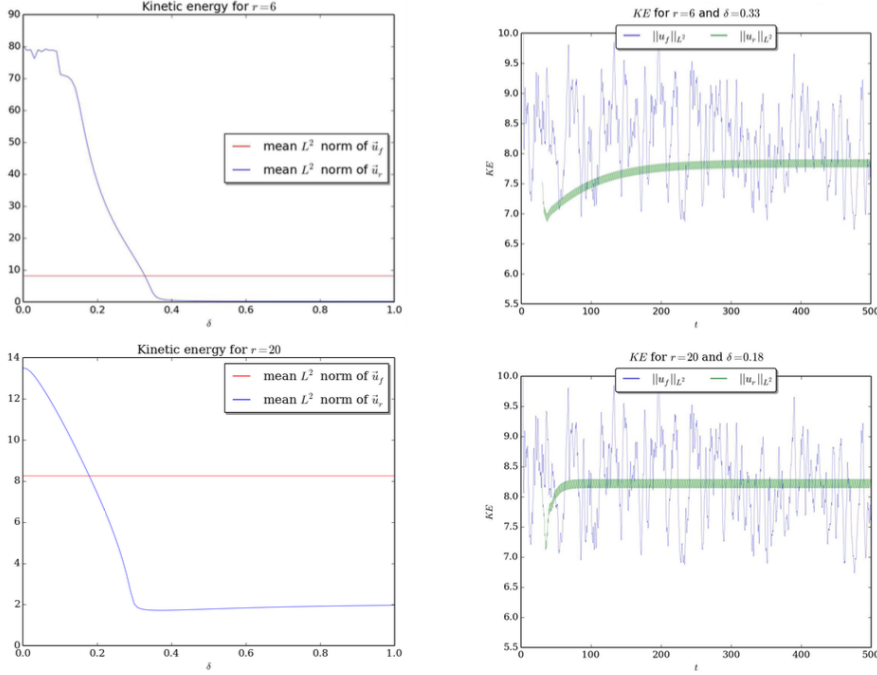 Kinetic energy for r = 6
90
80
70
60
50
40
30
20
10
0
0.0 0.2 0.4 0.6 0.8 1.0
δ
mean L² norm of u⃗_f
mean L² norm of u⃗_r
KE for r=6 and δ=0.33
||u_f||_{L²} ||u_r||_{L²}
10.0
9.5
9.0
8.5
8.0
7.5
7.0
6.5
6.0
5.5
KE
0 100 200 300 400 500
t
Kinetic energy for r = 20
14
12
10
8
6
4
2
0
0.0 0.2 0.4 0.6 0.8 1.0
δ
mean L² norm of u⃗_f
mean L² norm of u⃗_r
KE for r=20 and δ=0.18
||u_f||_{L²} ||u_r||_{L²}
10.0
9.5
9.0
8.5
8.0
7.5
7.0
6.5
6.0
5.5
KE
0 100 200 300 400 500
t